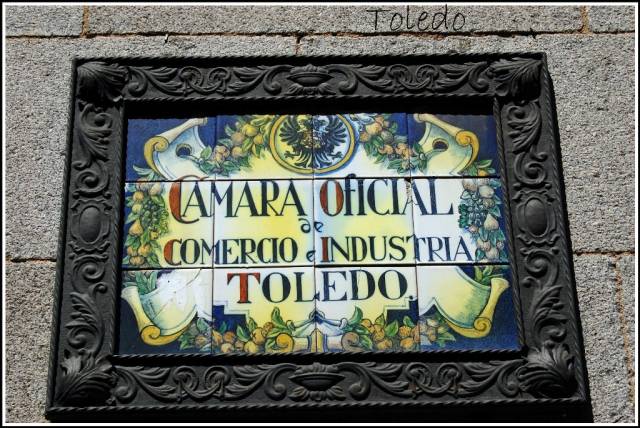 Toledo
CAMARA OfICIAL
de
COMERCIO e INDUSTRIA
TOLEDO.